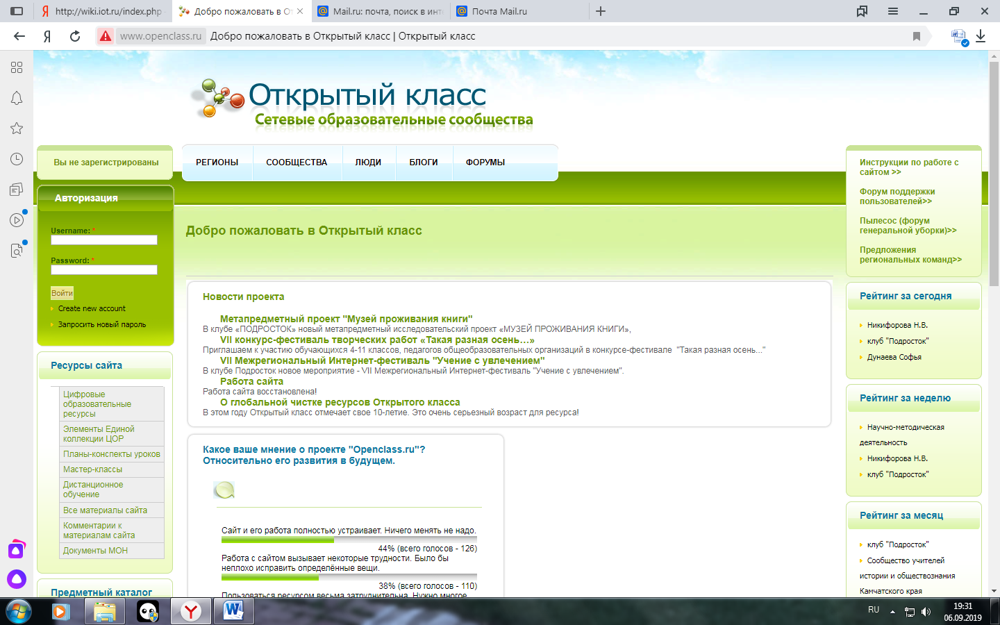 http://wiki.iot.ru/index.php
Добро пожаловать в От
Mail.ru: почта, поиск в инт
Почта Mail.ru
www.openclass.ru Добро пожаловать в Открытый класс | Открытый класс
Открытый класс
Сетевые образовательные сообщества
Вы не зарегистрированы
РЕГИОНЫ СООБЩЕСТВА ЛЮДИ БЛОГИ ФОРУМЫ
Авторизация
Username: *
Password: *
Войти
Create new account
Запросить новый пароль
Ресурсы сайта
Цифровые
образовательные
ресурсы
Элементы Единой
коллекции ЦОР
Планы-конспекты уроков
Мастер-классы
Дистанционное
обучение
Все материалы сайта
Комментарии к
материалам сайта
Документы МОН
Предметный каталог
Добро пожаловать в Открытый класс
Новости проекта
Метапредметный проект "Музей проживания книги"
В клубе «ПОДРОСТОК» новый метапредметный исследовательский проект «МУЗЕЙ ПРОЖИВАНИЯ КНИГИ»,
VII конкурс-фестиваль творческих работ «Такая разная осень…»
Приглашаем к участию обучающихся 4-11 классов, педагогов общеобразовательных организаций в конкурсе-фестивале "Такая разная осень..."
VII Межрегиональный Интернет-фестиваль "Учение с увлечением"
В клубе Подросток новое мероприятие - VII Межрегиональный Интернет-фестиваль "Учение с увлечением".
Работа сайта
Работа сайта восстановлена!
О глобальной чистке ресурсов Открытого класса
В этом году Открытый класс отмечает свое 10-летие. Это очень серьезный возраст для ресурса!
Какое ваше мнение о проекте "Openclass.ru"?
Относительно его развития в будущем.
Сайт и его работа полностью устраивает. Ничего менять не надо.
44% (всего голосов - 126)
Работа с сайтом вызывает некоторые трудности. Было бы
неплохо исправить определённые вещи.
38% (всего голосов - 110)
Пользоваться ресурсом весьма затруднительна. Нужно многое
Инструкции по работе с
сайтом >>
Форум поддержки
пользователей>>
Пылесос (форум
генеральной уборки)>>
Предложения
региональных команд>>
Рейтинг за сегодня
Никифорова Н.В.
клуб "Подросток"
Дунаева Софья
Рейтинг за неделю
Научно-методическая
деятельность
Никифорова Н.В.
клуб "Подросток"
Рейтинг за месяц
клуб "Подросток"
Сообщество учителей
истории и обществознания
Камчатского края
RU
19:31
06.09.2019